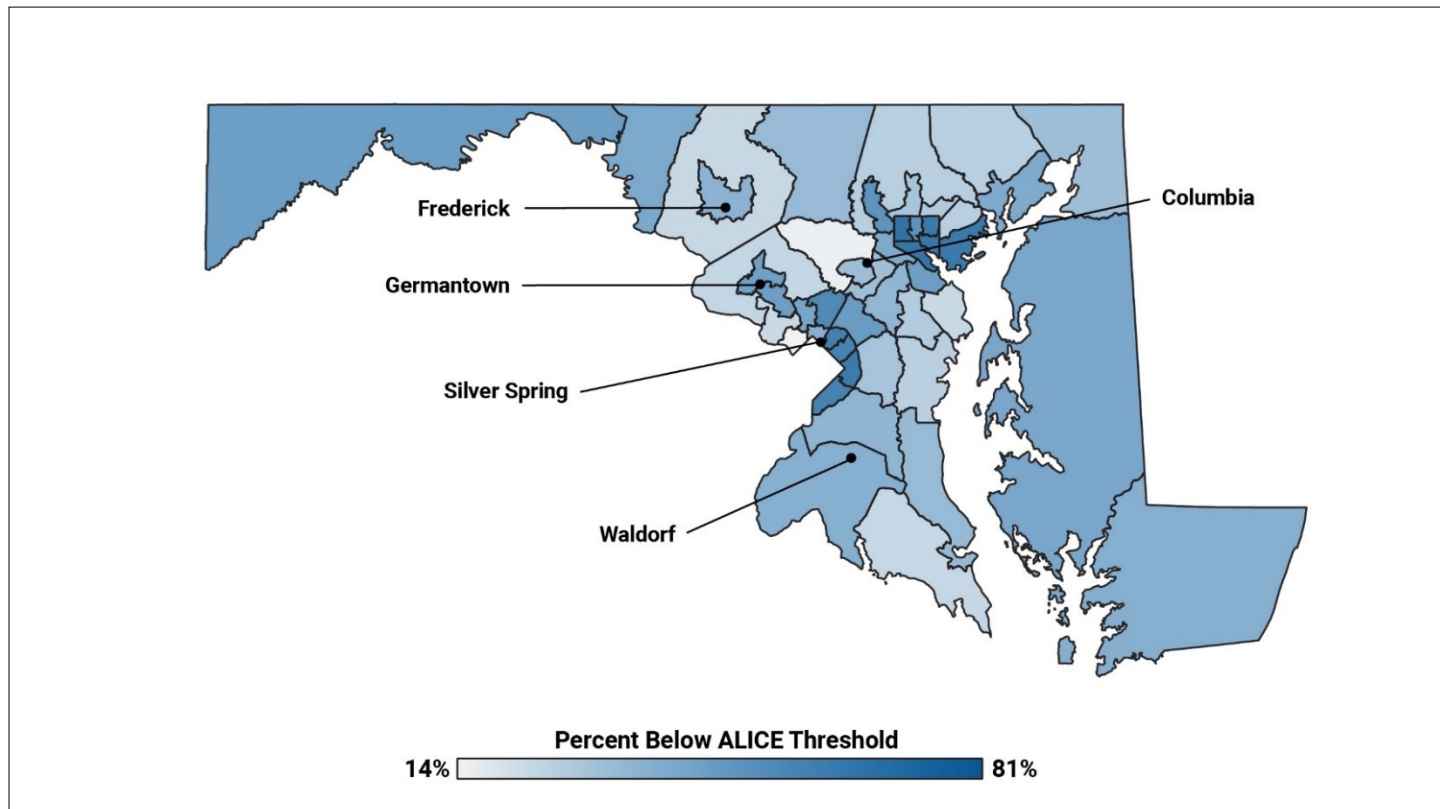 Frederick
Columbia
Germantown
Silver Spring
Waldorf
Percent Below ALICE Threshold
14% 81%